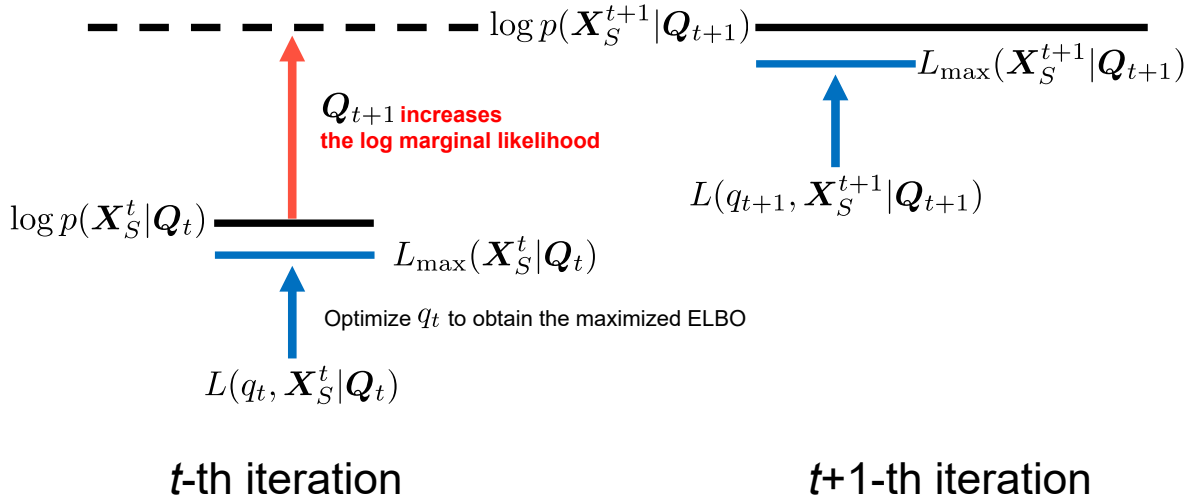 log p(X_S^{t+1}|Q_{t+1})
L_max(X_S^{t+1}|Q_{t+1})
Q_{t+1} increases
the log marginal likelihood
L(q_{t+1}, X_S^{t+1}|Q_{t+1})
log p(X_S^t|Q_t)
L_max(X_S^t|Q_t)
Optimize q_t to obtain the maximized ELBO
L(q_t, X_S^t|Q_t)
t-th iteration
t+1-th iteration